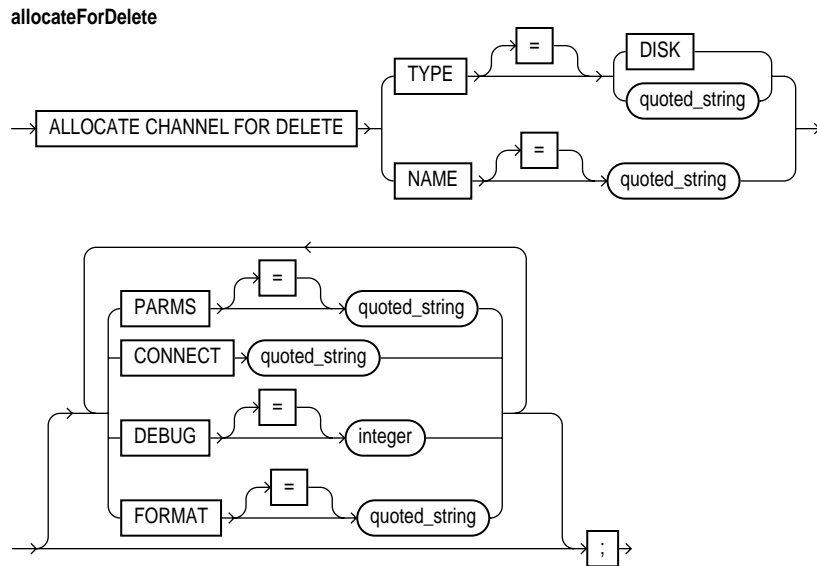 allocateForDelete
= DISK
TYPE
quoted_string
ALLOCATE CHANNEL FOR DELETE
=
NAME quoted_string
=
PARMS quoted_string
CONNECT quoted_string
=
DEBUG integer
=
FORMAT quoted_string
;